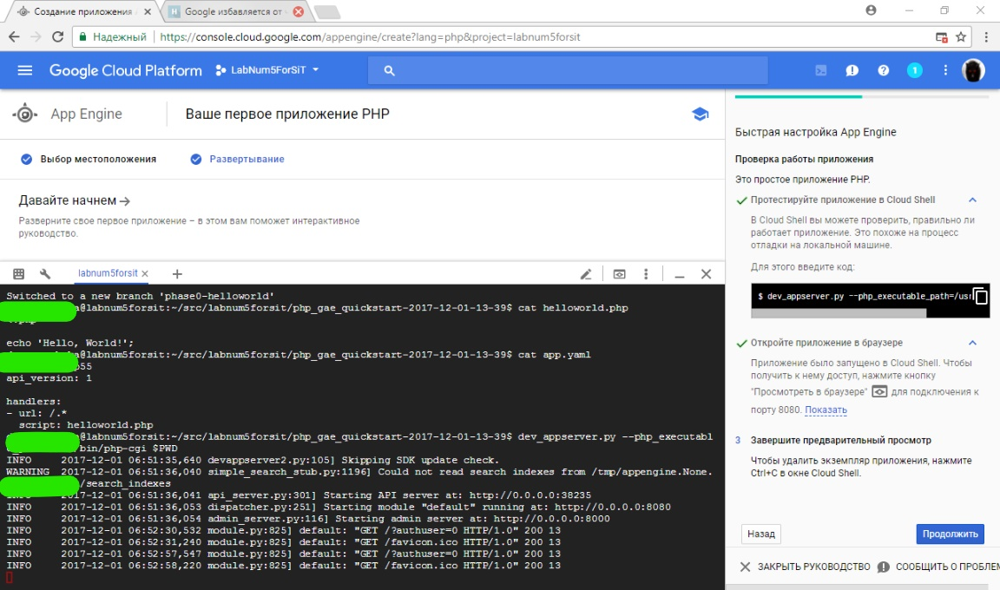 Создание приложения
Google избавляется от
Надежный
https://console.cloud.google.com/appengine/create?lang=php&project=labnum5forsit
Google Cloud Platform
LabNum5ForSiT
1
App Engine
Ваше первое приложение PHP
Выбор местоположения
Развертывание
Давайте начнем
Разверните свое первое приложение – в этом вам поможет интерактивное
руководство.
labnum5forsit
Switched to a new branch 'phase0-helloworld'
a@labnum5forsit:~/src/labnum5forsit/php_gae_quickstart-2017-12-01-13-39$ cat helloworld.php
echo 'Hello, World!';
@labnum5forsit:~/src/labnum5forsit/php_gae_quickstart-2017-12-01-13-39$ cat app.yaml
55
api_version: 1
handlers:
- url: /.*
script: helloworld.php
@labnum5forsit:~/src/labnum5forsit/php_gae_quickstart-2017-12-01-13-39$ dev_appserver.py --php_executabl
bin/php-cgi $PWD
INFO 2017-12-01 06:51:35,640 devappserver2.py:105] Skipping SDK update check.
WARNING 2017-12-01 06:51:36,040 simple_search_stub.py:1196] Could not read search indexes from /tmp/appengine.None.
/search_indexes
INFO 2017-12-01 06:51:36,041 api_server.py:301] Starting API server at: http://0.0.0.0:38235
INFO 2017-12-01 06:51:36,053 dispatcher.py:251] Starting module "default" running at: http://0.0.0.0:8080
INFO 2017-12-01 06:51:36,054 admin_server.py:116] Starting admin server at: http://0.0.0.0:8000
INFO 2017-12-01 06:52:30,532 module.py:825] default: "GET /?authuser=0 HTTP/1.0" 200 13
INFO 2017-12-01 06:52:31,240 module.py:825] default: "GET /favicon.ico HTTP/1.0" 200 13
INFO 2017-12-01 06:52:57,547 module.py:825] default: "GET /?authuser=0 HTTP/1.0" 200 13
INFO 2017-12-01 06:52:58,220 module.py:825] default: "GET /favicon.ico HTTP/1.0" 200 13
Быстрая настройка App Engine
Проверка работы приложения
Это простое приложение PHP.
Протестируйте приложение в Cloud Shell
В Cloud Shell вы можете проверить, правильно ли
работает приложение. Это похоже на процесс
отладки на локальной машине.
Для этого введите код:
$ dev_appserver.py --php_executable_path=/usr
Откройте приложение в браузере
Приложение было запущено в Cloud Shell. Чтобы
получить к нему доступ, нажмите кнопку
"Просмотреть в браузере" для подключения к
порту 8080. Показать
3 Завершите предварительный просмотр
Чтобы удалить экземпляр приложения, нажмите
Ctrl+C в окне Cloud Shell.
Назад
Продолжить
ЗАКРЫТЬ РУКОВОДСТВО
СООБЩИТЬ О ПРОБЛЕМ